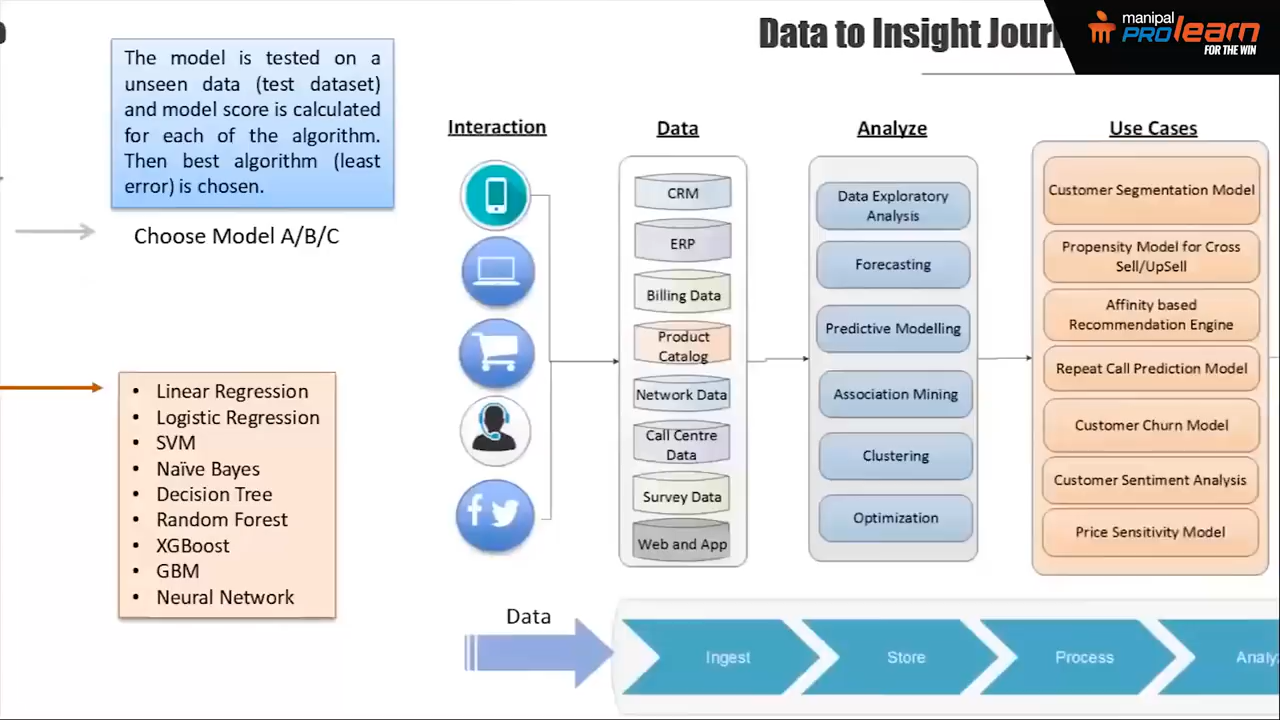 Data to Insight Jour
manipal
PROlearn
FOR THE WIN
The model is tested on a
unseen data (test dataset)
and model score is calculated
for each of the algorithm.
Then best algorithm (least
error) is chosen.
Choose Model A/B/C
• Linear Regression
• Logistic Regression
• SVM
• Naïve Bayes
• Decision Tree
• Random Forest
• XGBoost
• GBM
• Neural Network
Interaction
Data
CRM
ERP
Billing Data
Product
Catalog
Network Data
Call Centre
Data
Survey Data
Web and App
Analyze
Data Exploratory
Analysis
Forecasting
Predictive Modelling
Association Mining
Clustering
Optimization
Use Cases
Customer Segmentation Model
Propensity Model for Cross
Sell/UpSell
Affinity based
Recommendation Engine
Repeat Call Prediction Model
Customer Churn Model
Customer Sentiment Analysis
Price Sensitivity Model
Data
Ingest
Store
Process